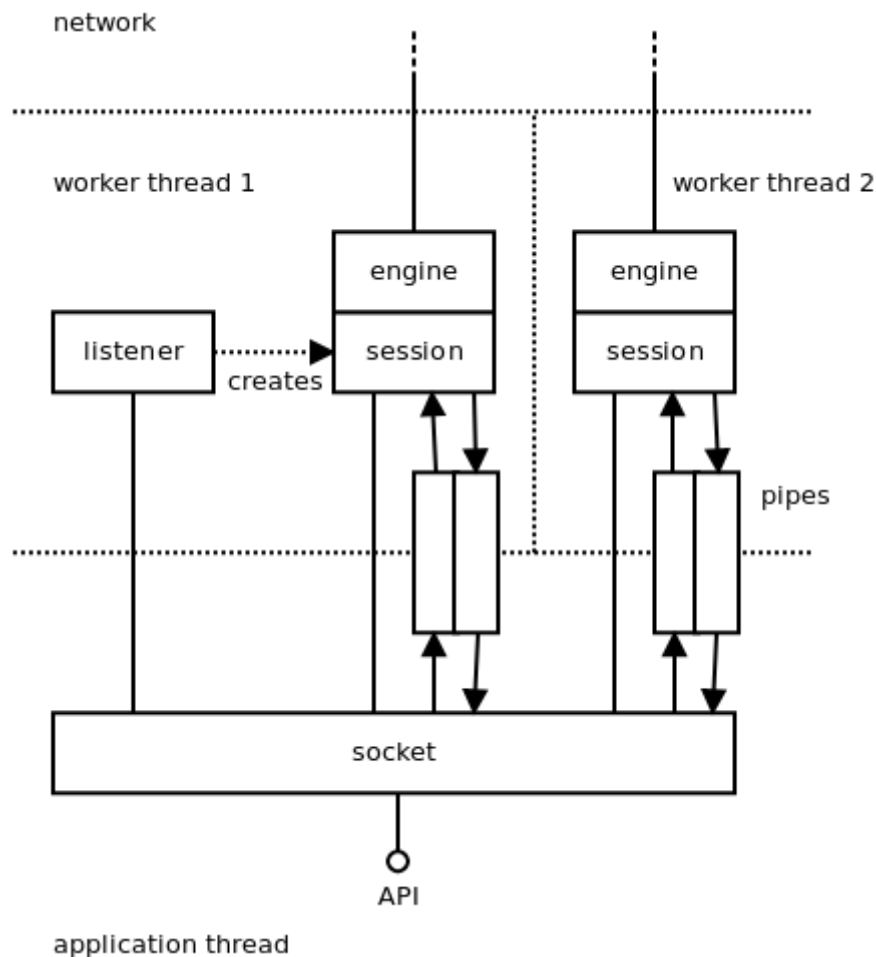 network
worker thread 1
worker thread 2
engine
engine
listener
session
session
creates
pipes
socket
API
application thread